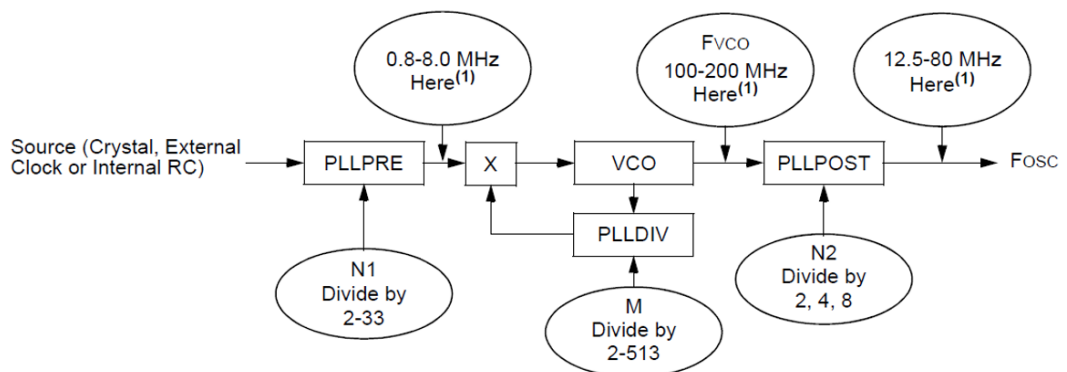 0.8-8.0 MHz
Here(1)
FVCO
100-200 MHz
Here(1)
12.5-80 MHz
Here(1)
Source (Crystal, External
Clock or Internal RC)
PLLPRE
X
VCO
PLLPOST
FOSC
PLLDIV
N1
Divide by
2-33
M
Divide by
2-513
N2
Divide by
2, 4, 8